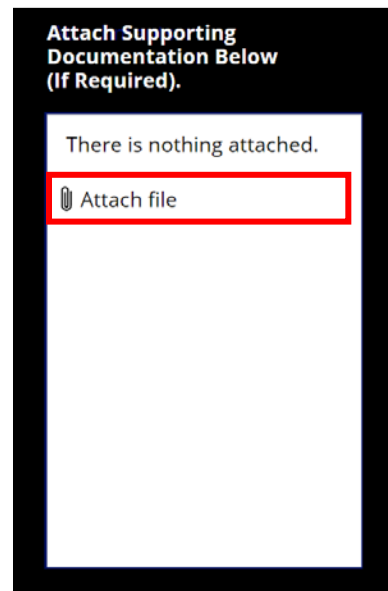 Attach Supporting
Documentation Below
(If Required).
There is nothing attached.
Attach file